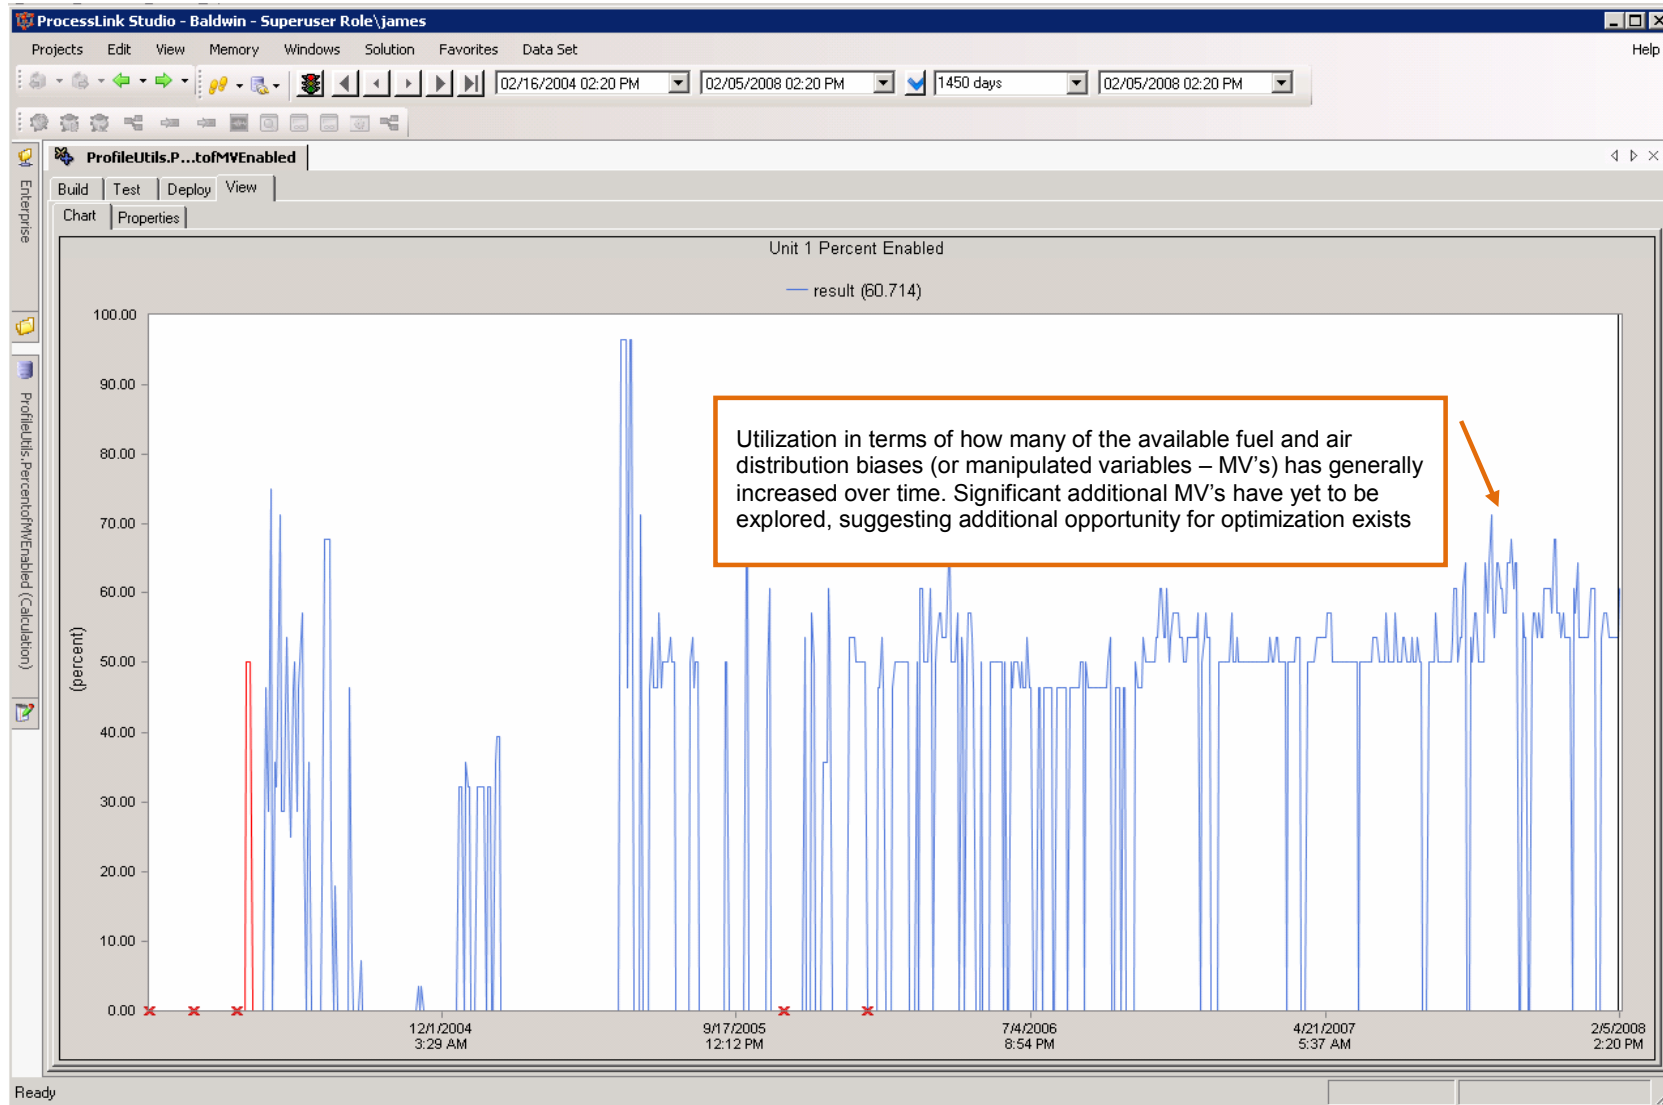 ProcessLink Studio - Baldwin - Superuser Role\james
Projects Edit View Memory Windows Solution Favorites Data Set Help
02/16/2004 02:20 PM 02/05/2008 02:20 PM 1450 days 02/05/2008 02:20 PM
ProfileUtils.P...tofMVEnabled
Build Test Deploy View
Chart Properties
Enterprise
ProfileUtils.PercentofMVEnabled (Calculation)
Unit 1 Percent Enabled
result (60.714)
100.00
90.00
80.00
70.00
60.00
50.00
40.00
30.00
20.00
10.00
0.00
(percent)
Utilization in terms of how many of the available fuel and air
distribution biases (or manipulated variables – MV's) has generally
increased over time. Significant additional MV's have yet to be
explored, suggesting additional opportunity for optimization exists
12/1/2004 9/17/2005 7/4/2006 4/21/2007 2/5/2008
3:29 AM 12:12 PM 8:54 PM 5:37 AM 2:20 PM
Ready